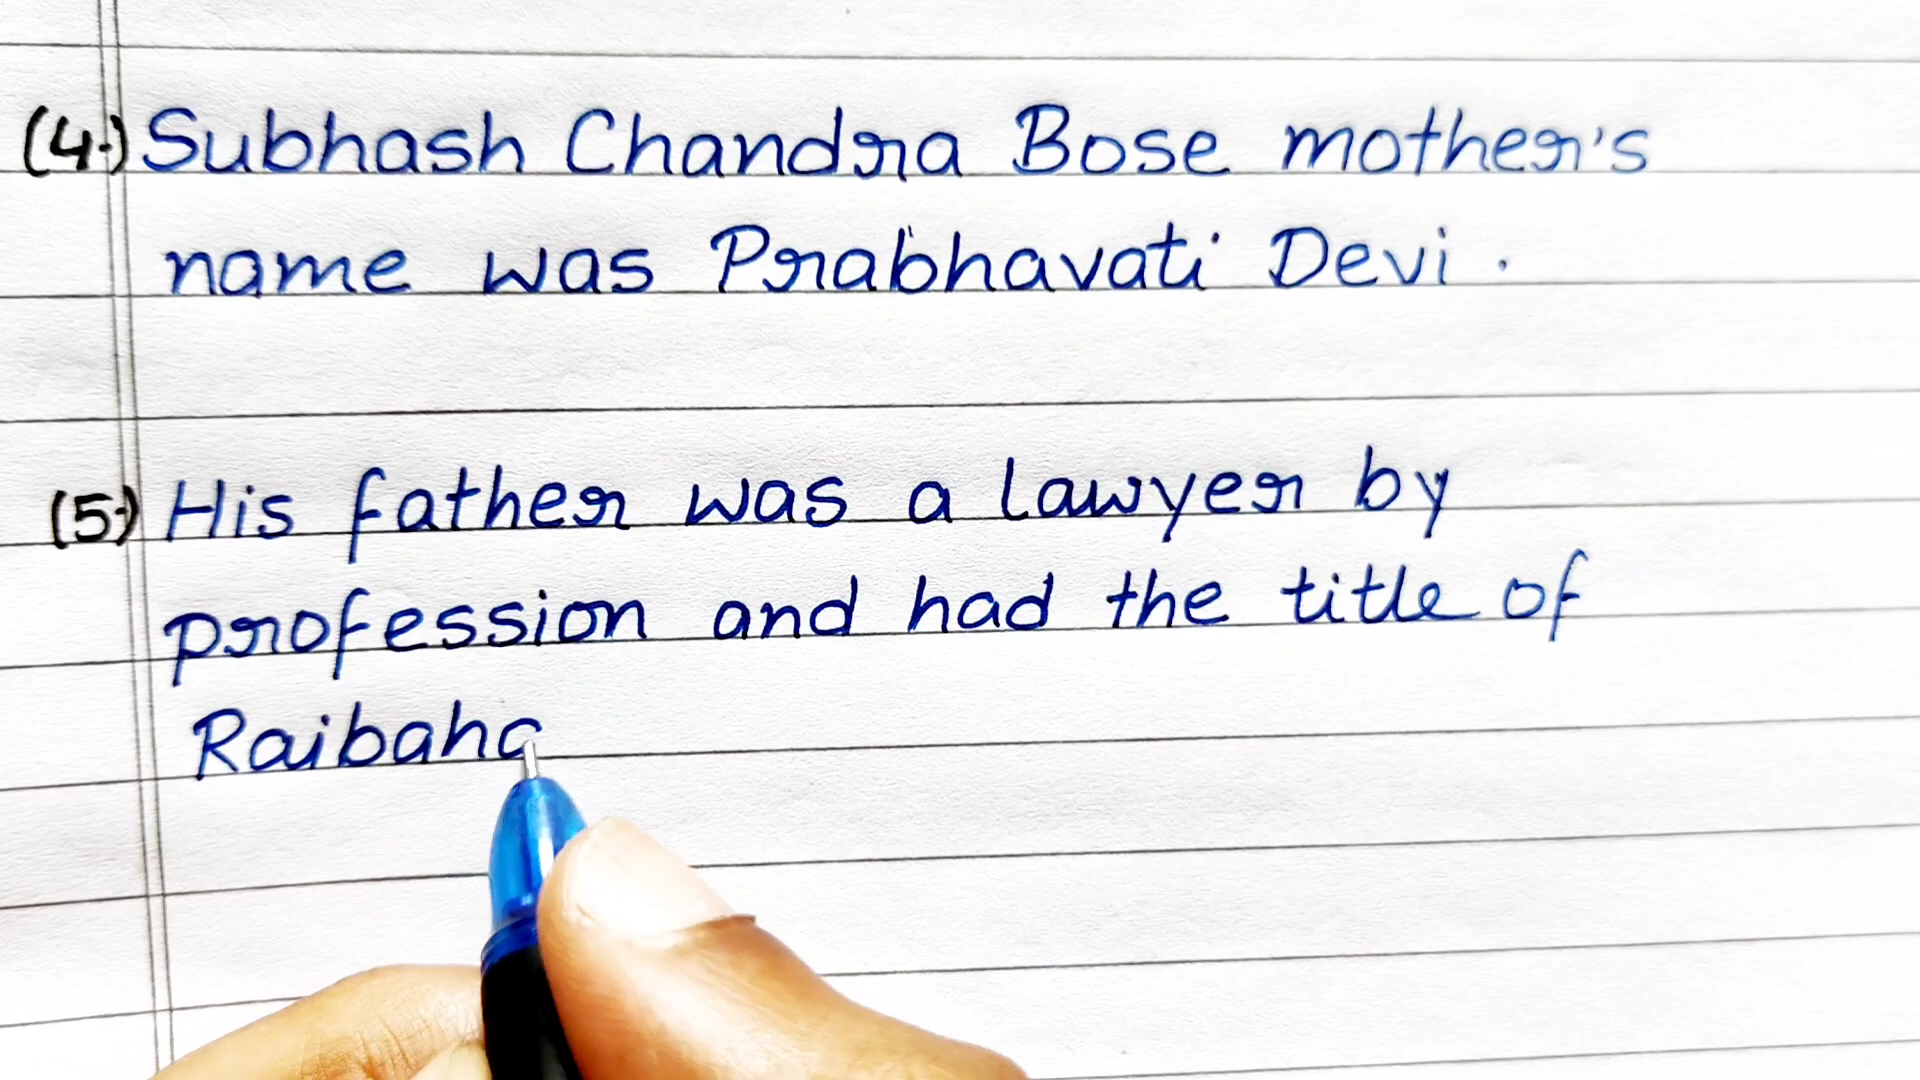 (4.) Subhash Chandra Bose mother's
name was Prabhavati Devi.
(5.) His father was a lawyer by
profession and had the title of
Raibaha